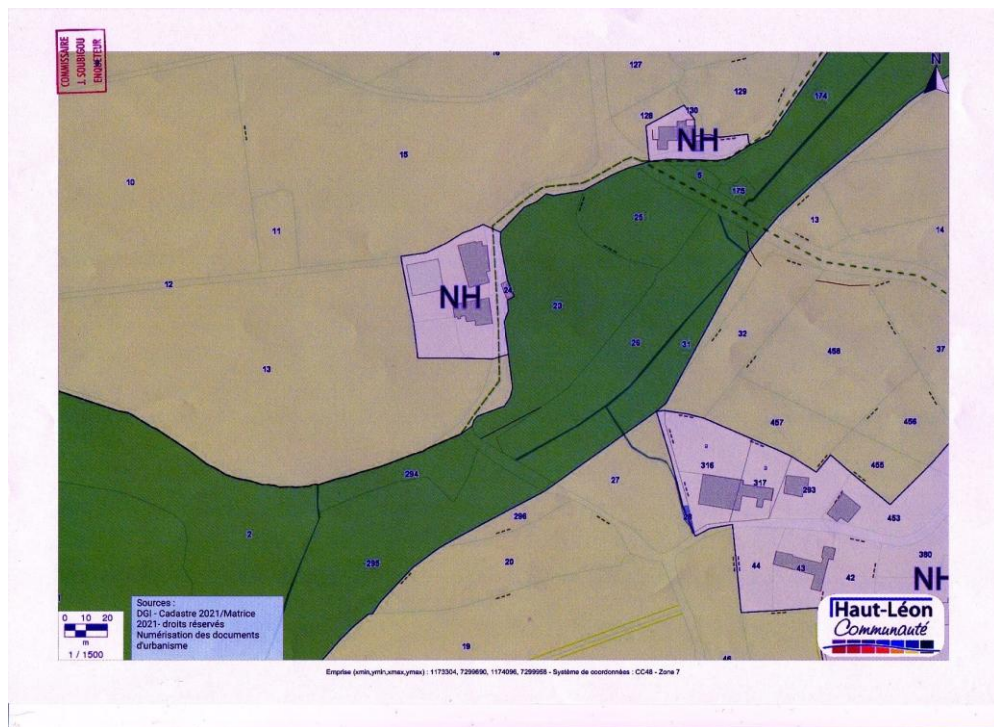 COMMISSAIRE
J. SOUBIGOU
ENQUÊTEUR
N
127
129
174
128
130
NH
15
10
6
175
25
13
14
11
12
NH
24
23
32
26
31
458
37
13
457
456
455
294
316
317
293
27
453
2
296
295
20
380
44
43
42
NH
19
Sources :
DGI - Cadastre 2021/Matrice
2021- droits réservés
Numérisation des documents
d'urbanisme
0 10 20
m
1 / 1500
Haut-Léon
Communauté
Emprise (xmin,ymin,xmax,ymax) : 1173304, 7299690, 1174096, 7299958 - Système de coordonnées : CC48 - Zone 7